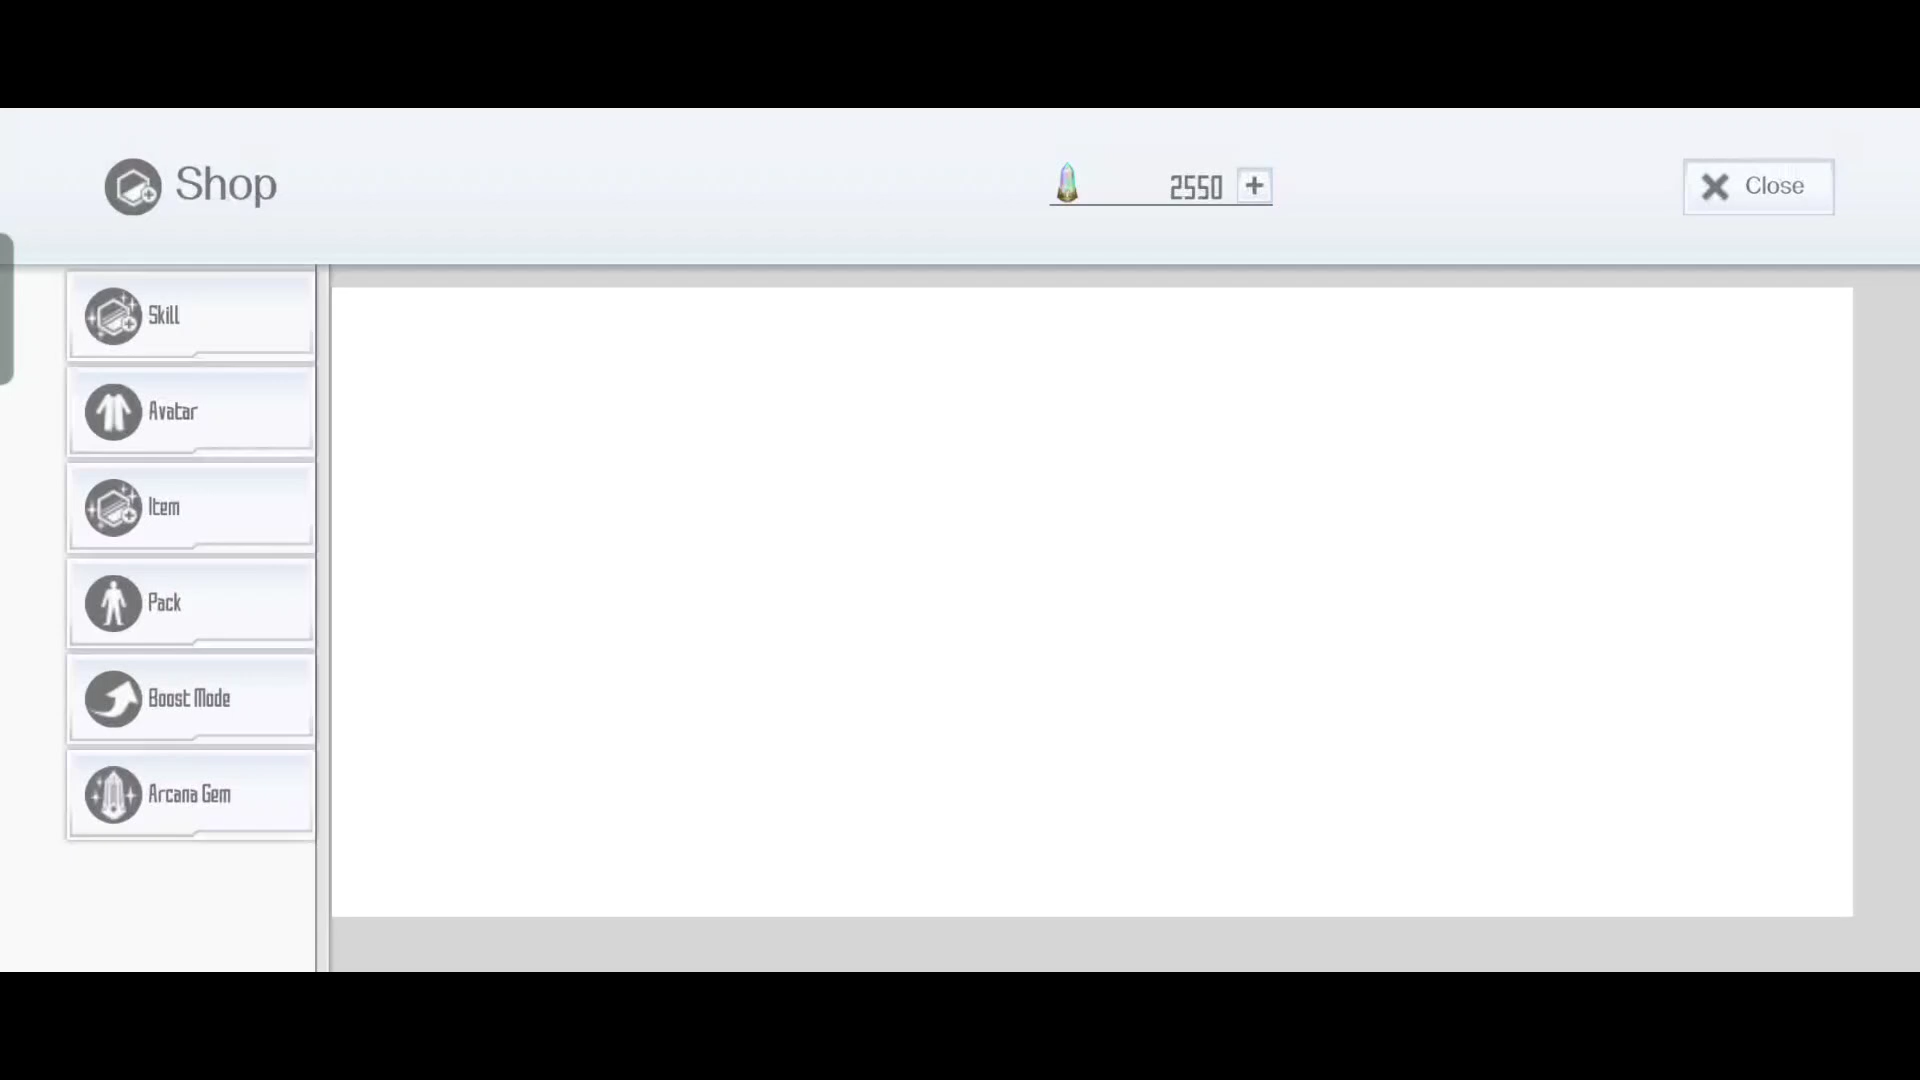 Shop
2550
Close
Skill
Avatar
Item
Pack
Boost Mode
Arcana Gem